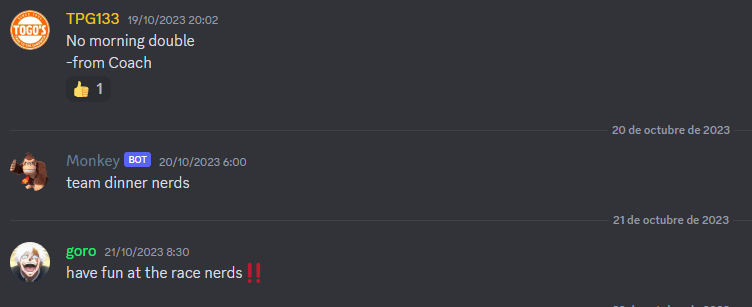 TOGO'S
TPG133 19/10/2023 20:02
No morning double
-from Coach
👍 1
20 de octubre de 2023
Monkey BOT 20/10/2023 6:00
team dinner nerds
21 de octubre de 2023
goro 21/10/2023 8:30
have fun at the race nerds‼️